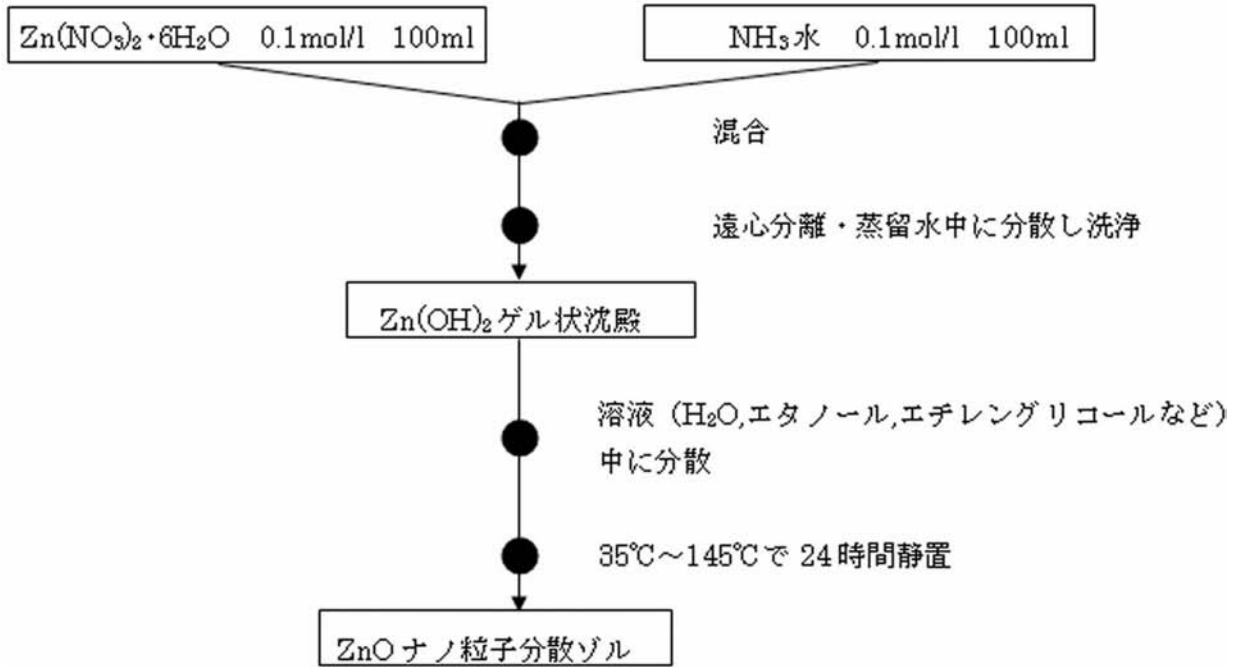 Zn(NO₃)₂・6H₂O 0.1mol/l 100ml
NH₃水 0.1mol/l 100ml
混合
遠心分離・蒸留水中に分散し洗浄
Zn(OH)₂ゲル状沈殿
溶液（H₂O,エタノール,エチレングリコールなど）
中に分散
35℃～145℃で 24時間静置
ZnOナノ粒子分散ゾル